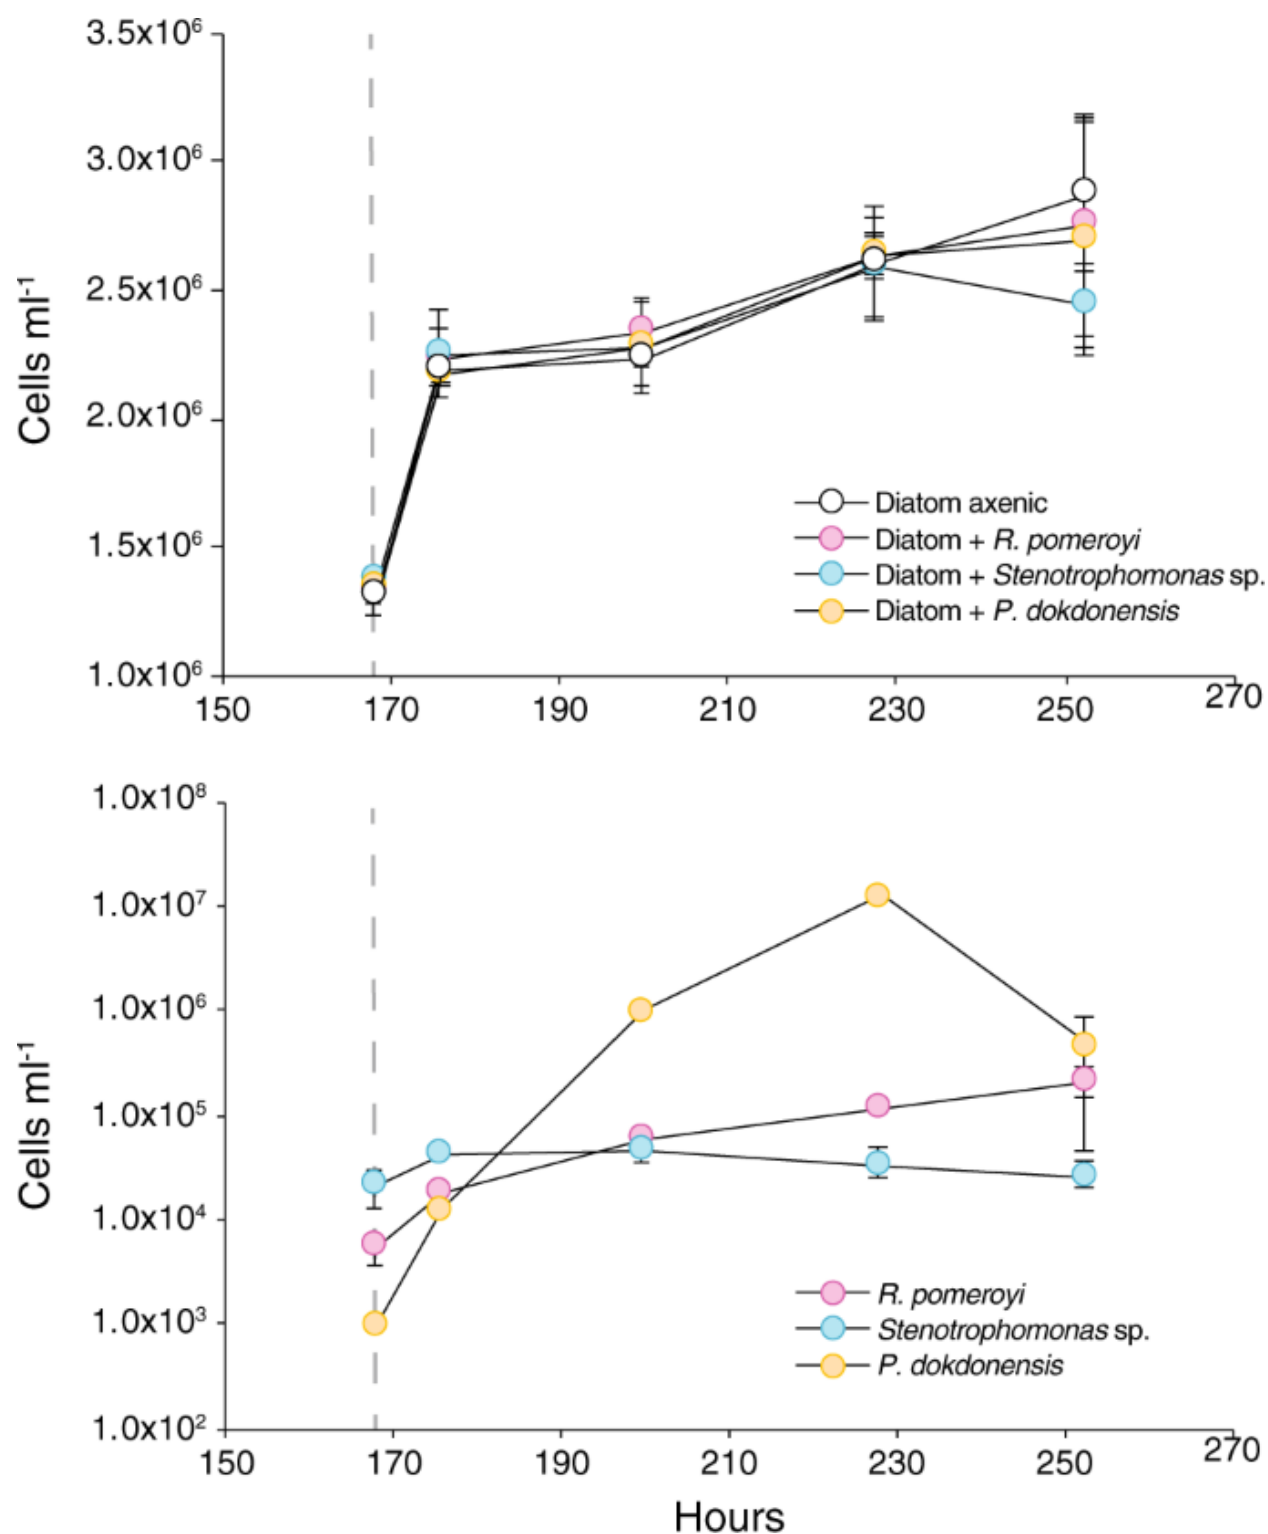 3.5x10⁶
3.0x10⁶
2.5x10⁶
2.0x10⁶
1.5x10⁶
1.0x10⁶
Cells ml⁻¹
Diatom axenic
Diatom + R. pomeroyi
Diatom + Stenotrophomonas sp.
Diatom + P. dokdonensis
150 170 190 210 230 250 270
1.0x10⁸
1.0x10⁷
1.0x10⁶
1.0x10⁵
1.0x10⁴
1.0x10³
1.0x10²
Cells ml⁻¹
R. pomeroyi
Stenotrophomonas sp.
P. dokdonensis
150 170 190 210 230 250 270
Hours